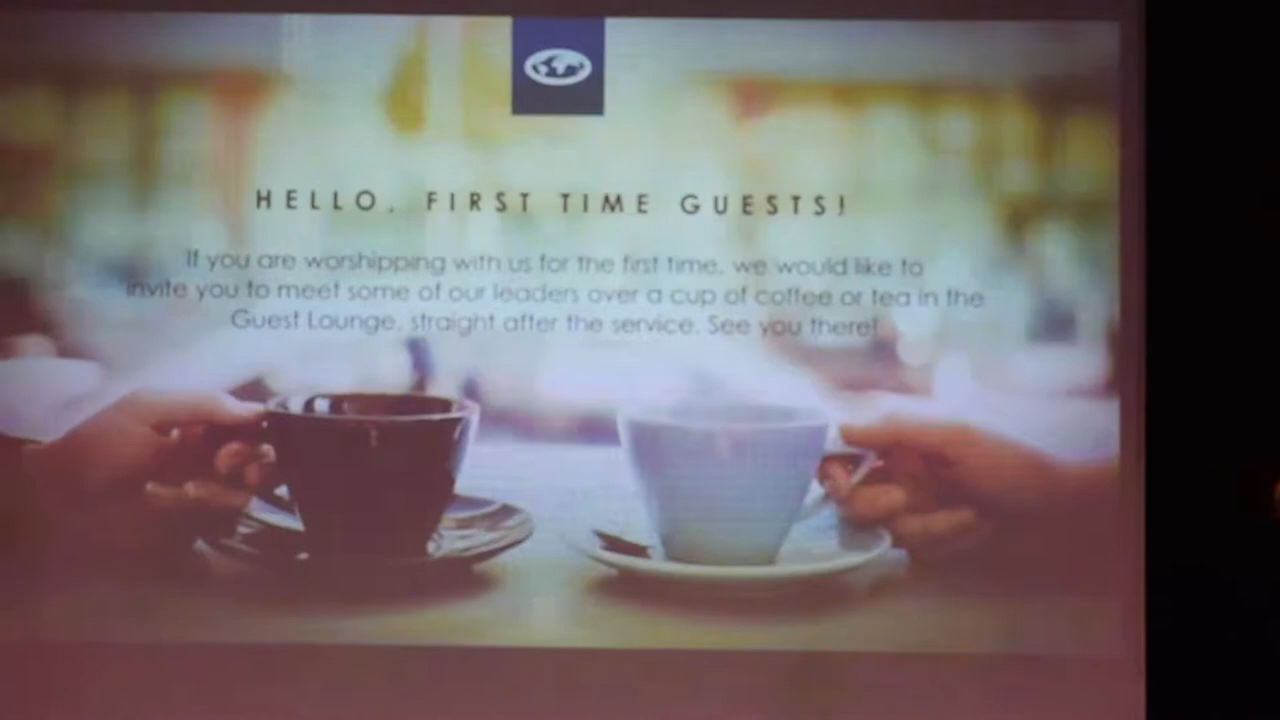 HELLO, FIRST TIME GUESTS!
If you are worshipping with us for the first time, we would like to
invite you to meet some of our leaders over a cup of coffee or tea in the
Guest Lounge, straight after the service. See you there!